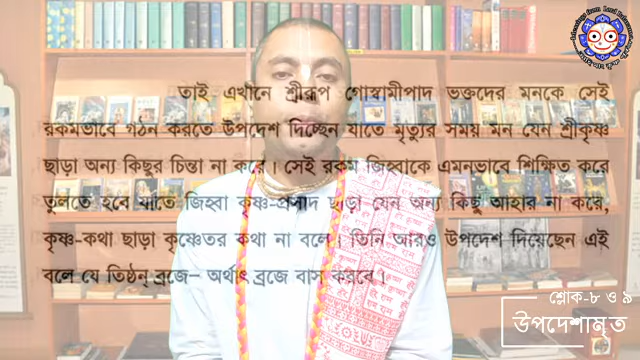 তাই এখানে শ্রীরূপ গোস্বামীপাদ ভক্তদের মনকে সেই
রকমভাবে গঠন করতে উপদেশ দিচ্ছেন যাতে মৃত্যুর সময় মন যেন শ্রীকৃষ্ণ
ছাড়া অন্য কিছুর চিন্তা না করে। সেই রকম জিহ্বাকে এমনভাবে শিক্ষিত করে
তুলতে হবে যাতে জিহ্বা কৃষ্ণ-প্রসাদ ছাড়া যেন অন্য কিছু আহার না করে,
কৃষ্ণ-কথা ছাড়া কৃষ্ণেতর কথা না বলে। তিনি আরও উপদেশ দিয়েছেন এই
বলে যে তিষ্ঠন্ ব্রজে– অর্থাৎ ব্রজে বাস করবে।
শ্লোক-৮ ও ৯
উপদেশামৃত